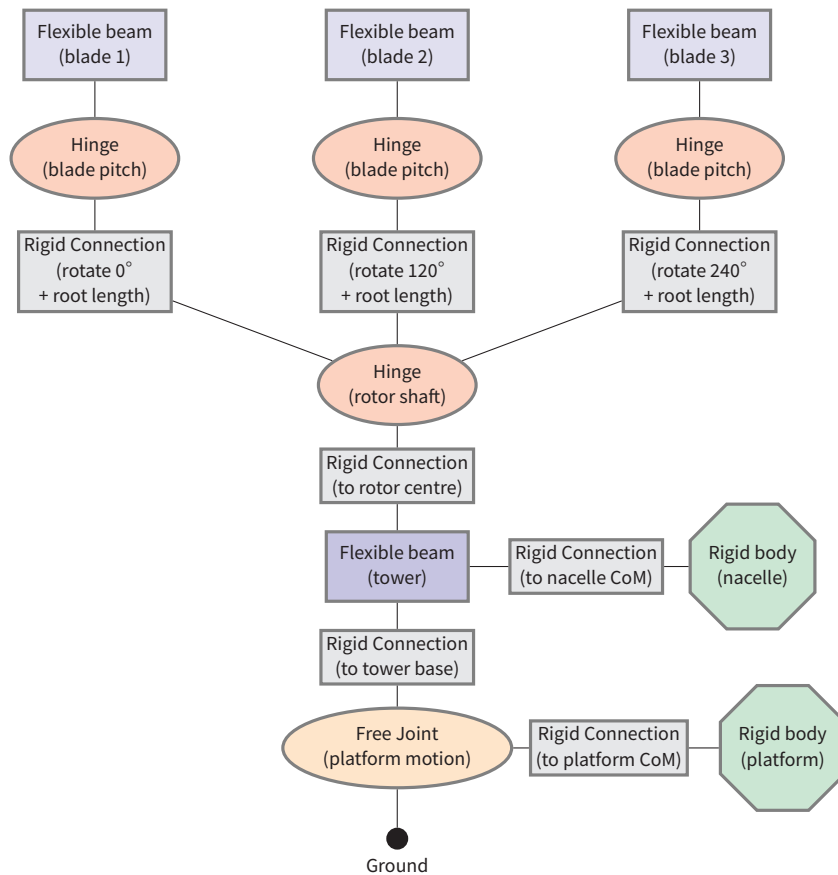 Flexible beam
(blade 1)
Flexible beam
(blade 2)
Flexible beam
(blade 3)
Hinge
(blade pitch)
Hinge
(blade pitch)
Hinge
(blade pitch)
Rigid Connection
(rotate 0°
+ root length)
Rigid Connection
(rotate 120°
+ root length)
Rigid Connection
(rotate 240°
+ root length)
Hinge
(rotor shaft)
Rigid Connection
(to rotor centre)
Flexible beam
(tower)
Rigid Connection
(to nacelle CoM)
Rigid body
(nacelle)
Rigid Connection
(to tower base)
Free Joint
(platform motion)
Rigid Connection
(to platform CoM)
Rigid body
(platform)
Ground